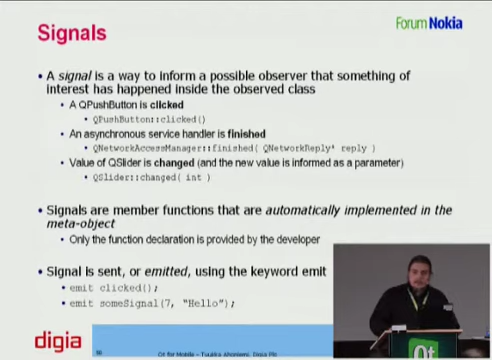 Forum Nokia
Signals
• A signal is a way to inform a possible observer that something of
interest has happened inside the observed class
• A QPushButton is clicked
• QPushButton::clicked()
• An asynchronous service handler is finished
• QNetworkAccessManager::finished( QNetworkReply* reply )
• Value of QSlider is changed (and the new value is informed as a parameter)
• QSlider::changed( int )
• Signals are member functions that are automatically implemented in the
meta-object
• Only the function declaration is provided by the developer
• Signal is sent, or emitted, using the keyword emit
• emit clicked();
• emit someSignal(7, "Hello");
digia
Qt for Mobile – Tuukka Ahoniemi, Digia Plc
Qt